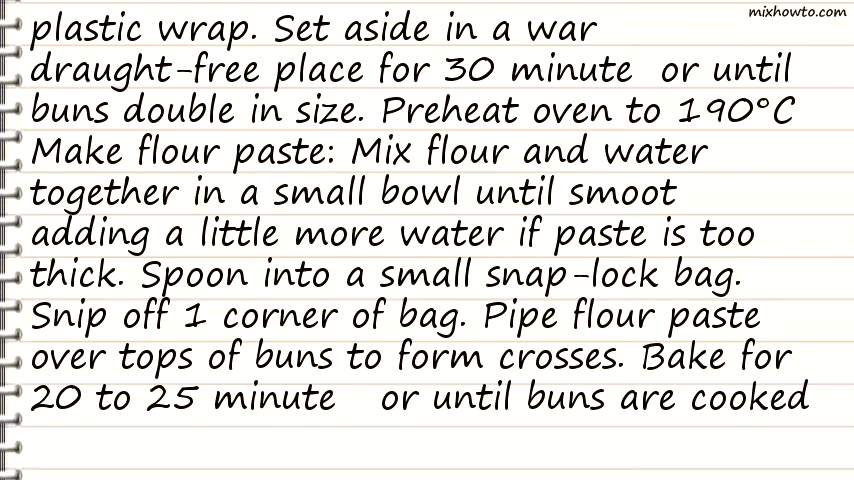 mixhowto.com
plastic wrap. Set aside in a war
draught-free place for 30 minute or until
buns double in size. Preheat oven to 190°C
Make flour paste: Mix flour and water
together in a small bowl until smoot
adding a little more water if paste is too
thick. Spoon into a small snap-lock bag.
Snip off 1 corner of bag. Pipe flour paste
over tops of buns to form crosses. Bake for
20 to 25 minute or until buns are cooked